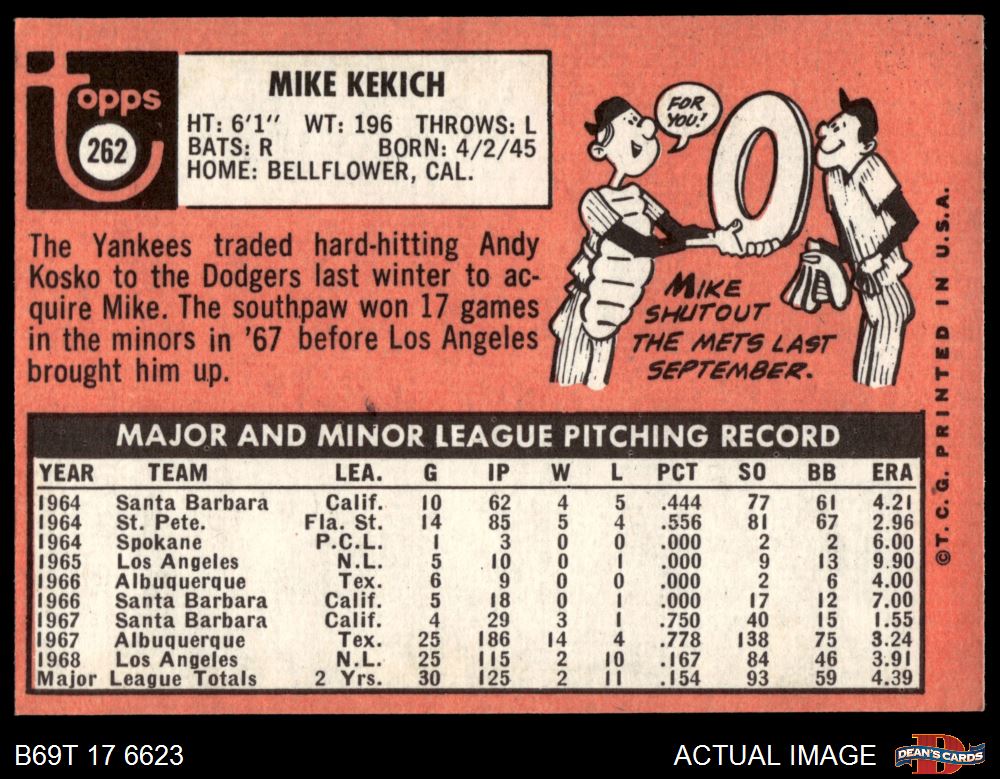 Topps
262
MIKE KEKICH
HT: 6'1" WT: 196 THROWS: L
BATS: R BORN: 4/2/45
HOME: BELLFLOWER, CAL.
The Yankees traded hard-hitting Andy
Kosko to the Dodgers last winter to ac-
quire Mike. The southpaw won 17 games
in the minors in '67 before Los Angeles
brought him up.
FOR
YOU!
MIKE
SHUTOUT
THE METS LAST
SEPTEMBER.
©T. C. G. PRINTED IN U.S.A.
MAJOR AND MINOR LEAGUE PITCHING RECORD
YEAR TEAM LEA. G IP W L PCT SO BB ERA
1964 Santa Barbara Calif. 10 62 4 5 .444 77 61 4.21
1964 St. Pete. Fla. St. 14 85 5 4 .556 81 67 2.96
1964 Spokane P.C.L. 1 3 0 0 .000 2 2 6.00
1965 Los Angeles N.L. 5 10 0 1 .000 9 13 9.90
1966 Albuquerque Tex. 6 9 0 0 .000 2 6 4.00
1966 Santa Barbara Calif. 5 18 0 1 .000 17 12 7.00
1967 Santa Barbara Calif. 4 29 3 1 .750 40 15 1.55
1967 Albuquerque Tex. 25 186 14 4 .778 138 75 3.24
1968 Los Angeles N.L. 25 115 2 10 .167 84 46 3.91
Major League Totals 2 Yrs. 30 125 2 11 .154 93 59 4.39
B69T 17 6623
ACTUAL IMAGE
D
DEAN'S CARDS